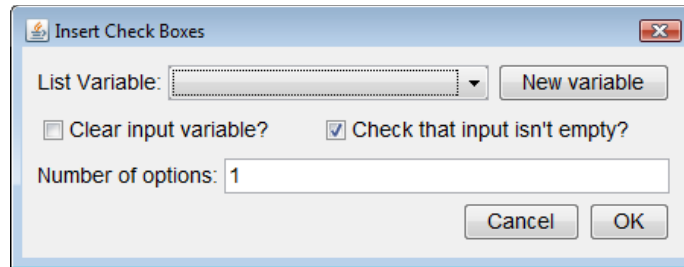 Insert Check Boxes
List Variable: New variable
Clear input variable? Check that input isn't empty?
Number of options: 1
Cancel OK